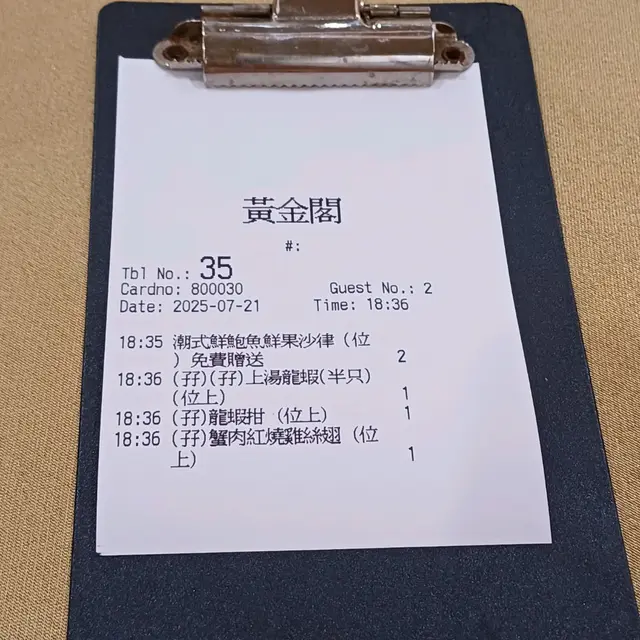 黃金閣
#:
Tbl No.: 35
Cardno: 800030 Guest No.: 2
Date: 2025-07-21 Time: 18:36
18:35 潮式鮮鮑魚鮮果沙律 (位
) 免費贈送 2
18:36 (孖)(孖)上湯龍蝦(半只)
(位上) 1
18:36 (孖)龍蝦拑 (位上) 1
18:36 (孖)蟹肉紅燒雞絲翅 (位
上) 1